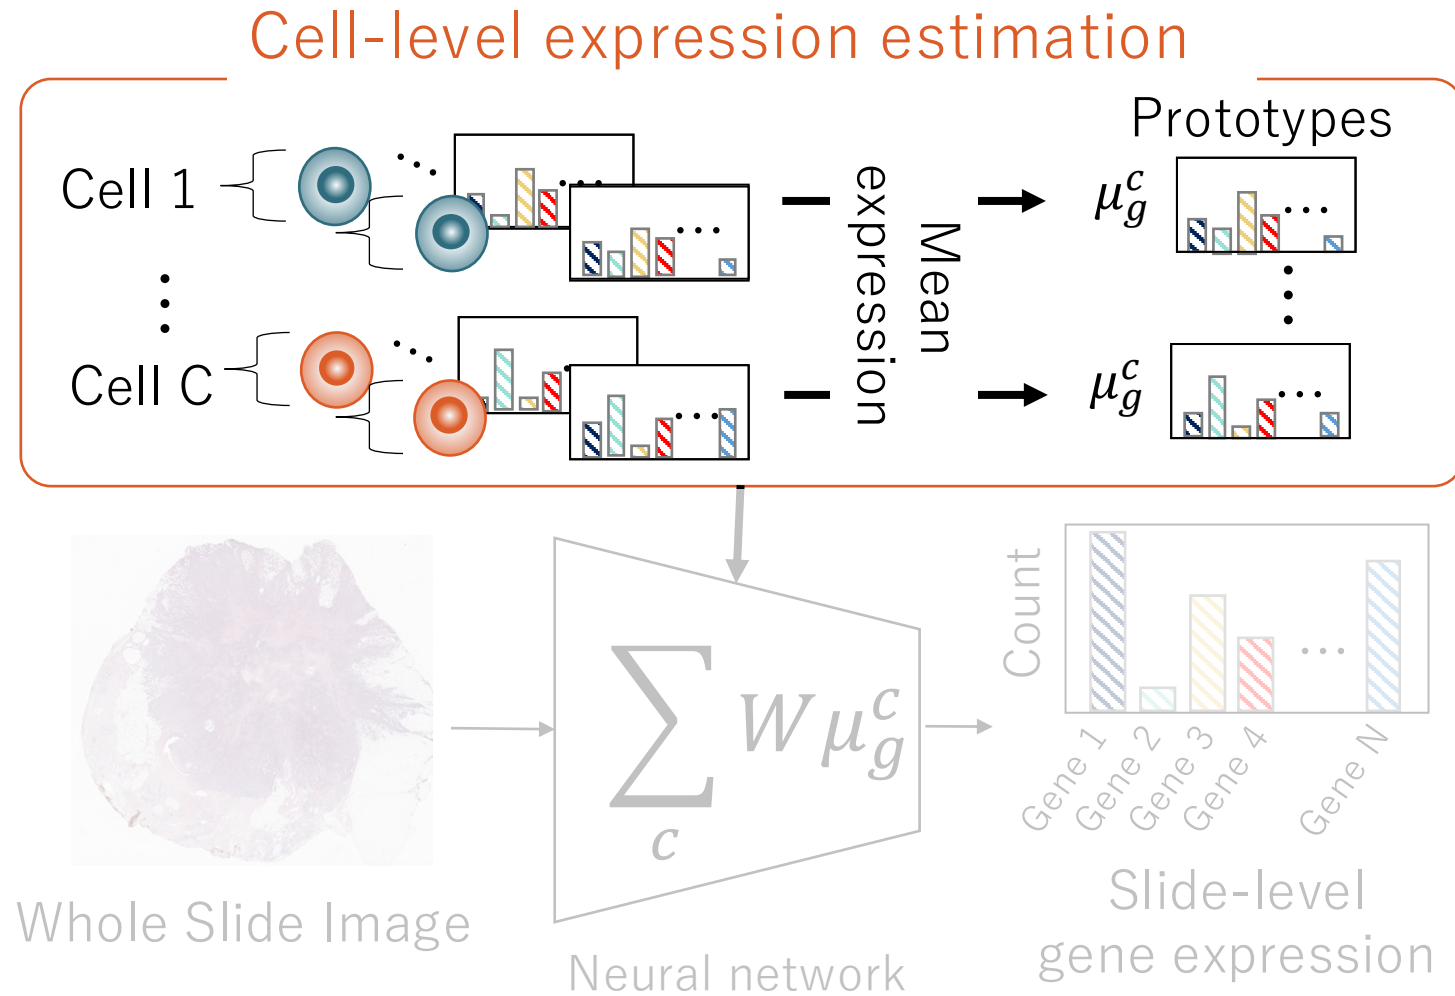 Cell-level expression estimation
Prototypes
Cell 1
Mean
expression
μ_g^c
Cell C
μ_g^c
Count
∑_c W μ_g^c
Gene 1
Gene 2
Gene 3
Gene 4
...
Gene N
Whole Slide Image
Neural network
Slide-level
gene expression